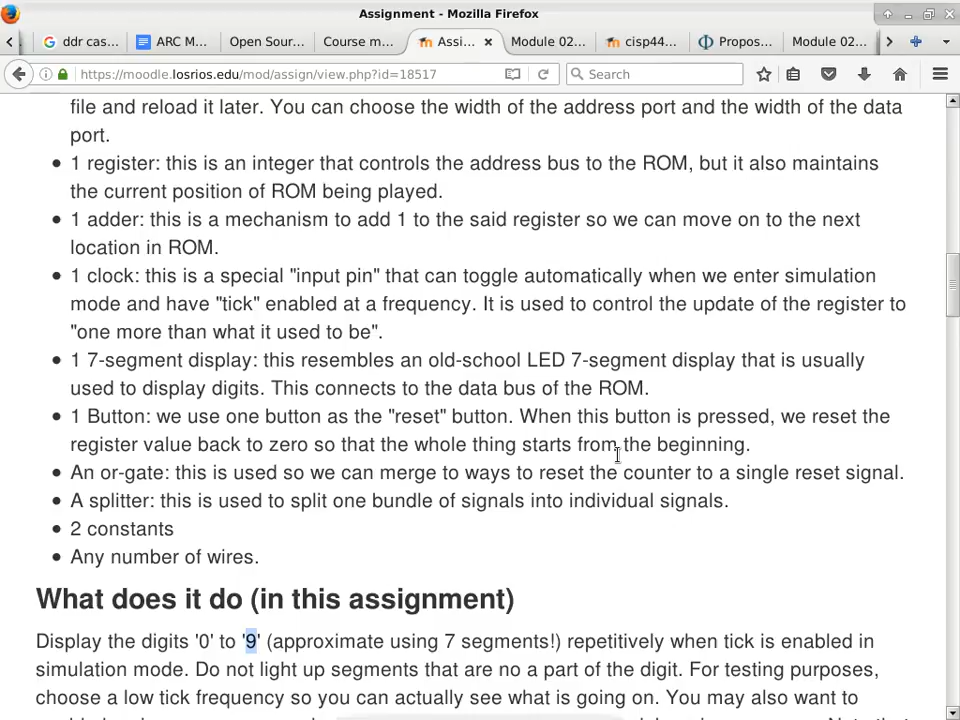 Assignment - Mozilla Firefox
ddr cas...
ARC M...
Open Sour...
Course m...
Assi...
Module 02...
cisp44...
Propos...
Module 02...
https://moodle.losrios.edu/mod/assign/view.php?id=18517
Search
file and reload it later. You can choose the width of the address port and the width of the data
port.
• 1 register: this is an integer that controls the address bus to the ROM, but it also maintains
the current position of ROM being played.
• 1 adder: this is a mechanism to add 1 to the said register so we can move on to the next
location in ROM.
• 1 clock: this is a special "input pin" that can toggle automatically when we enter simulation
mode and have "tick" enabled at a frequency. It is used to control the update of the register to
"one more than what it used to be".
• 1 7-segment display: this resembles an old-school LED 7-segment display that is usually
used to display digits. This connects to the data bus of the ROM.
• 1 Button: we use one button as the "reset" button. When this button is pressed, we reset the
register value back to zero so that the whole thing starts from the beginning.
• An or-gate: this is used so we can merge to ways to reset the counter to a single reset signal.
• A splitter: this is used to split one bundle of signals into individual signals.
• 2 constants
• Any number of wires.
What does it do (in this assignment)
Display the digits '0' to '9' (approximate using 7 segments!) repetitively when tick is enabled in
simulation mode. Do not light up segments that are no a part of the digit. For testing purposes,
choose a low tick frequency so you can actually see what is going on. You may also want to